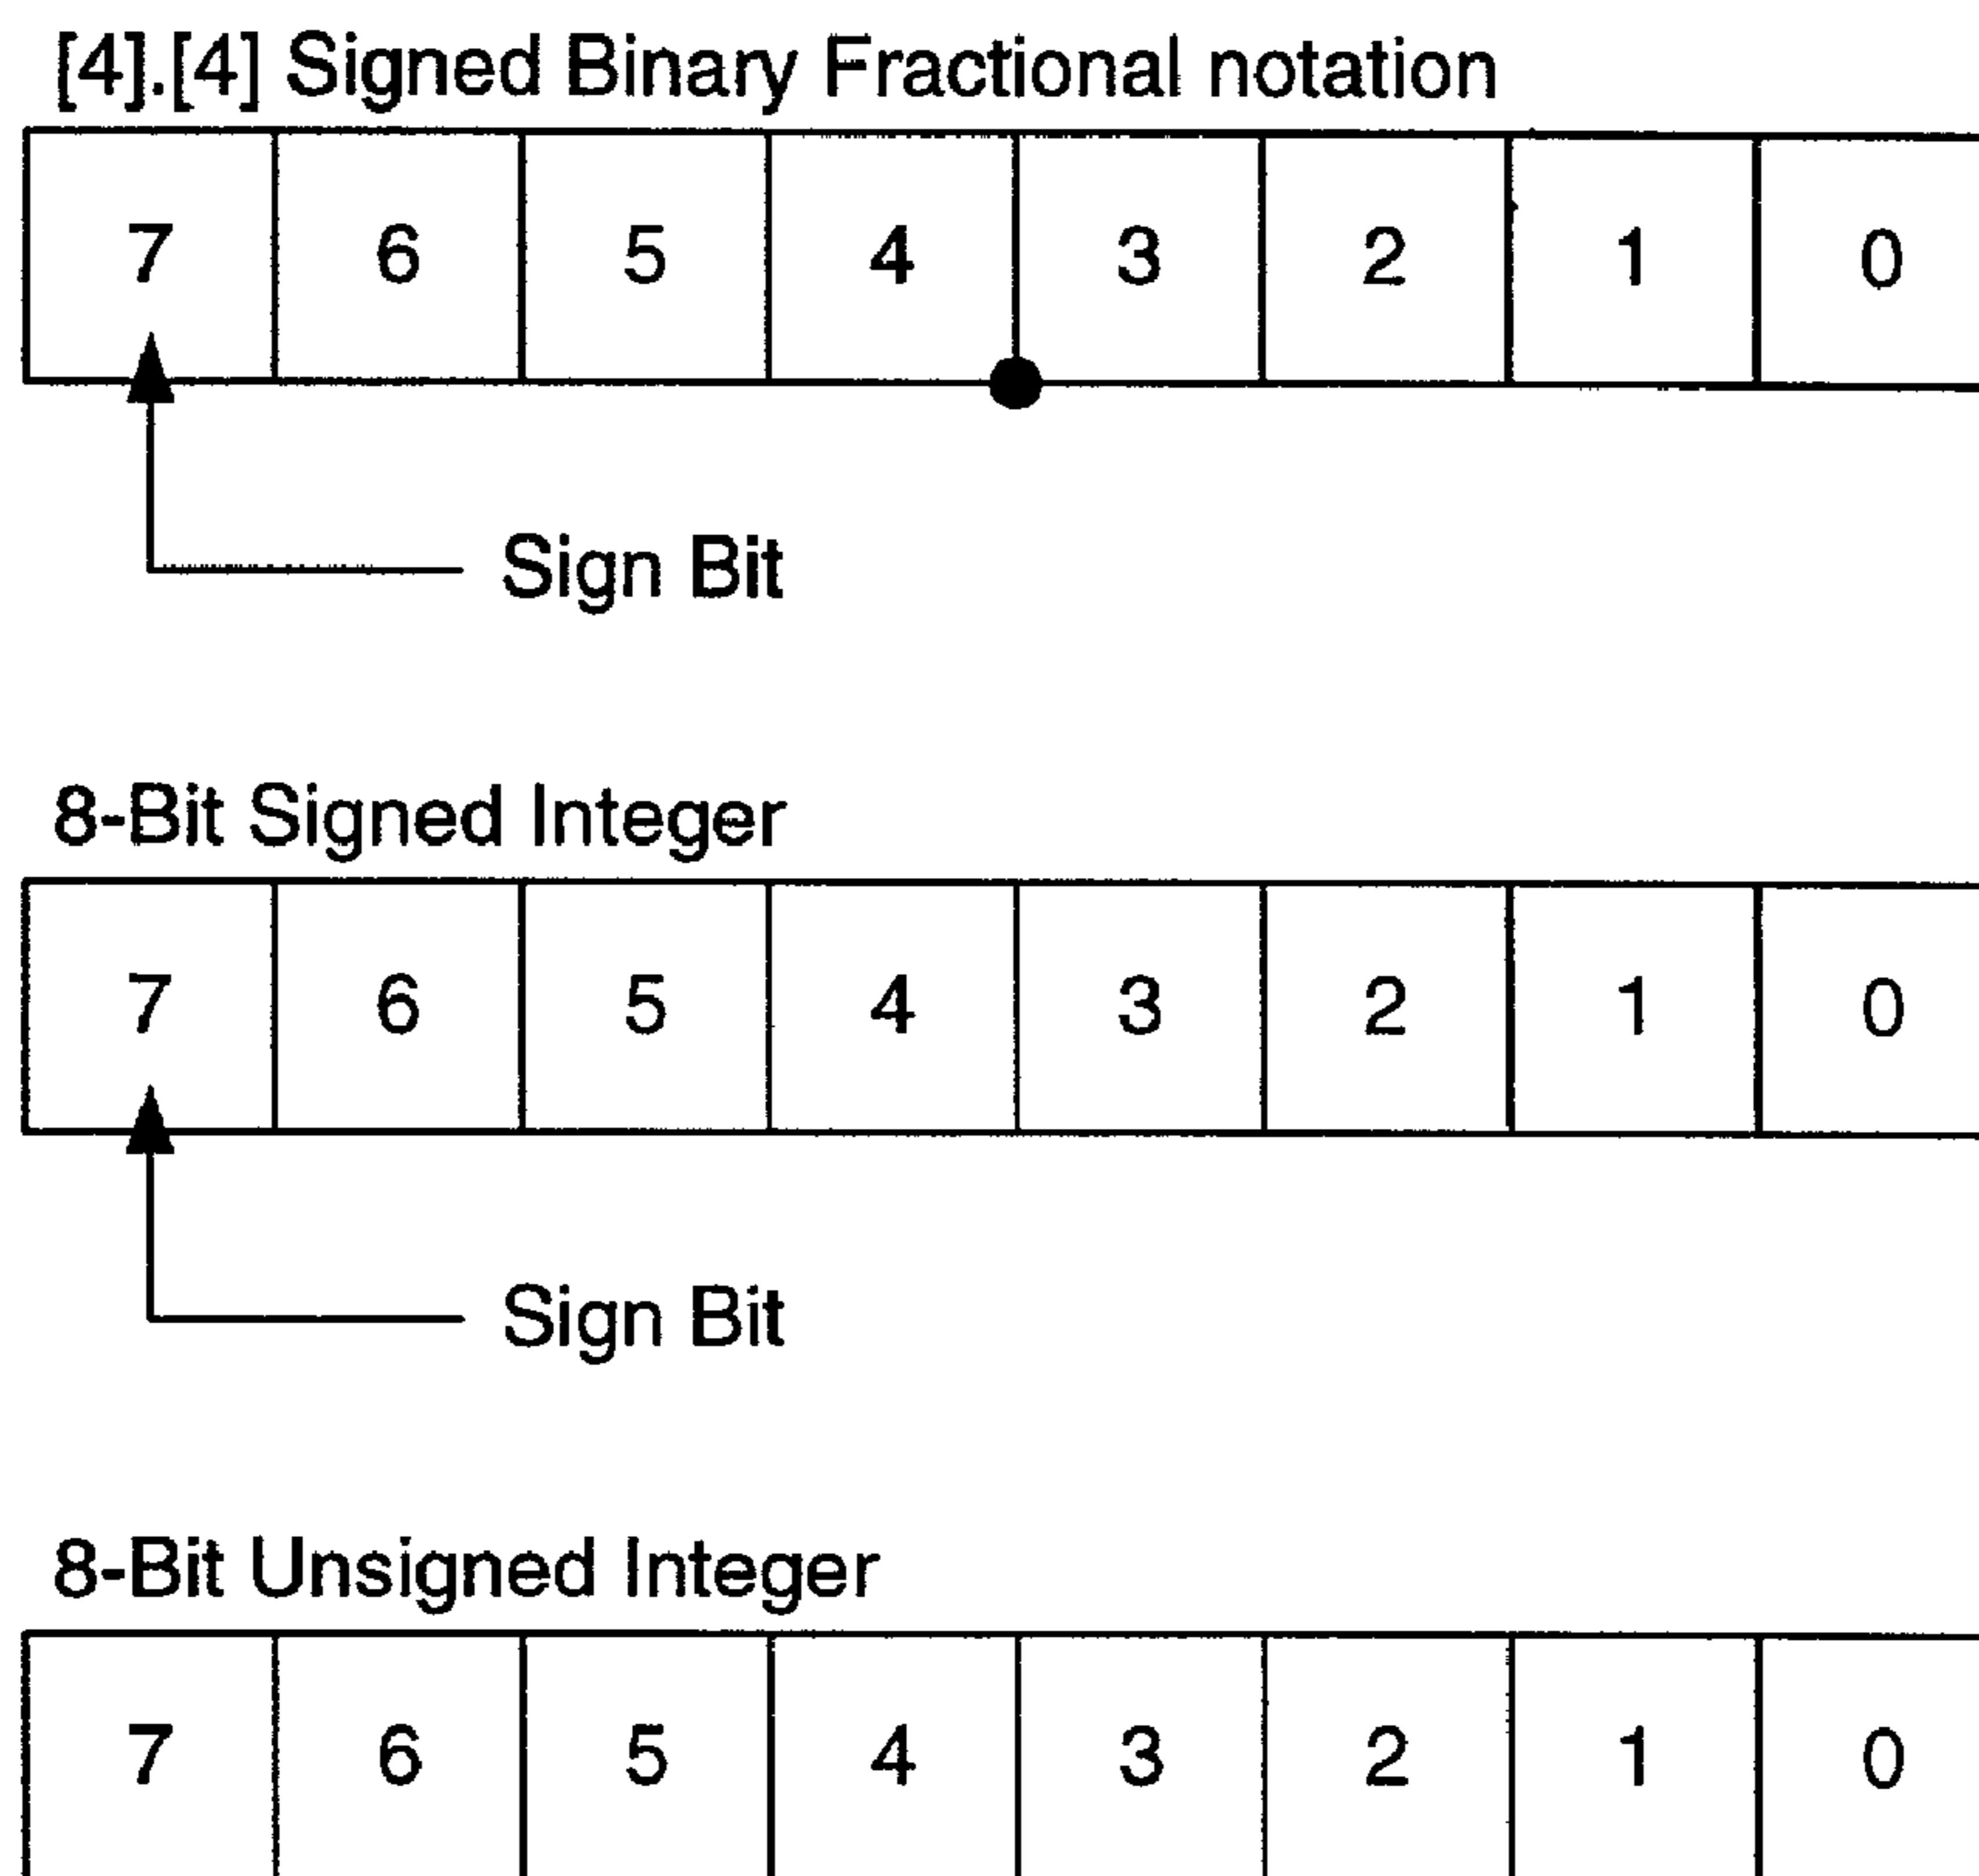 [4].[4] Signed Binary Fractional notation
7 6 5 4 3 2 1 0
Sign Bit
8-Bit Signed Integer
7 6 5 4 3 2 1 0
Sign Bit
8-Bit Unsigned Integer
7 6 5 4 3 2 1 0